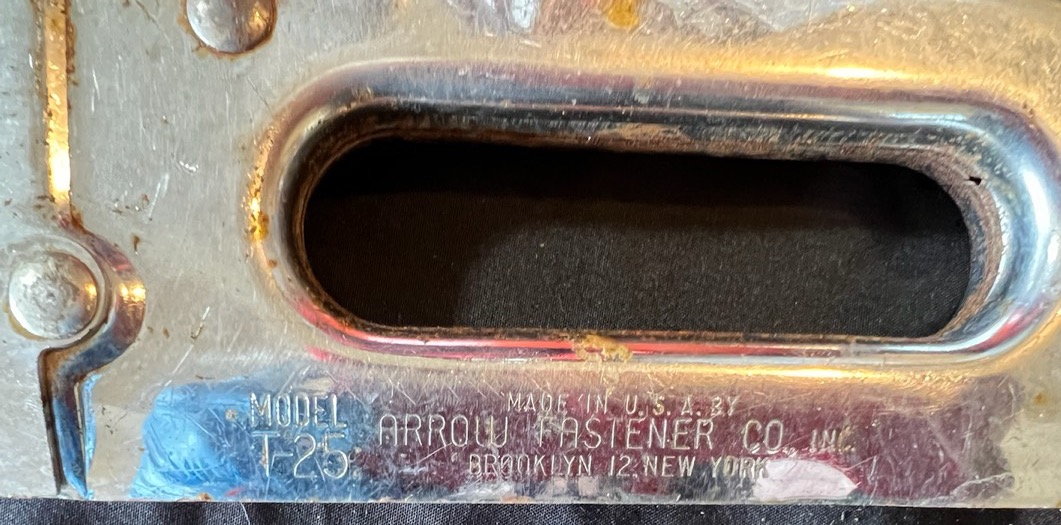 MODEL
T-25
MADE IN U.S.A. BY
ARROW FASTENER CO. INC.
BROOKLYN 12 NEW YORK